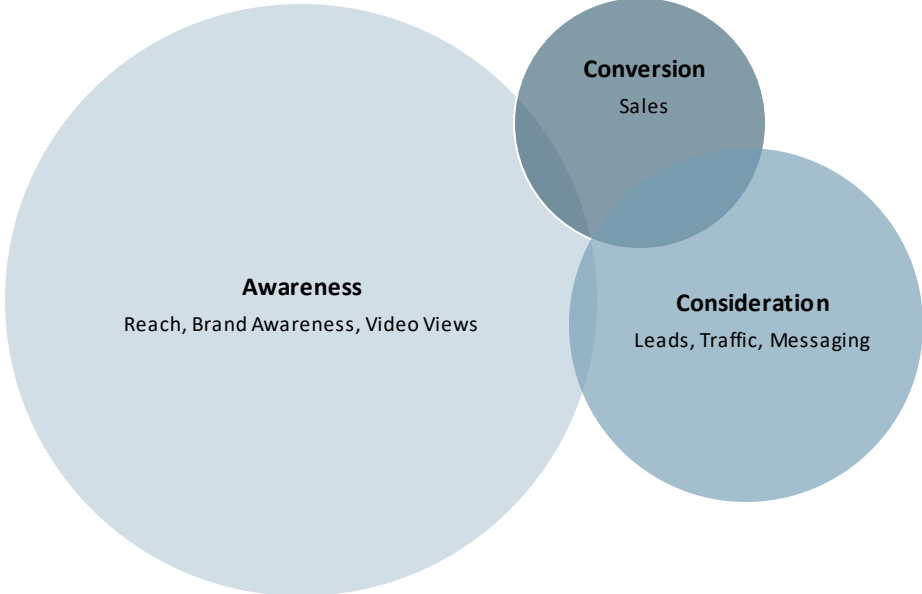 Conversion
Sales
Awareness
Reach, Brand Awareness, Video Views
Consideration
Leads, Traffic, Messaging